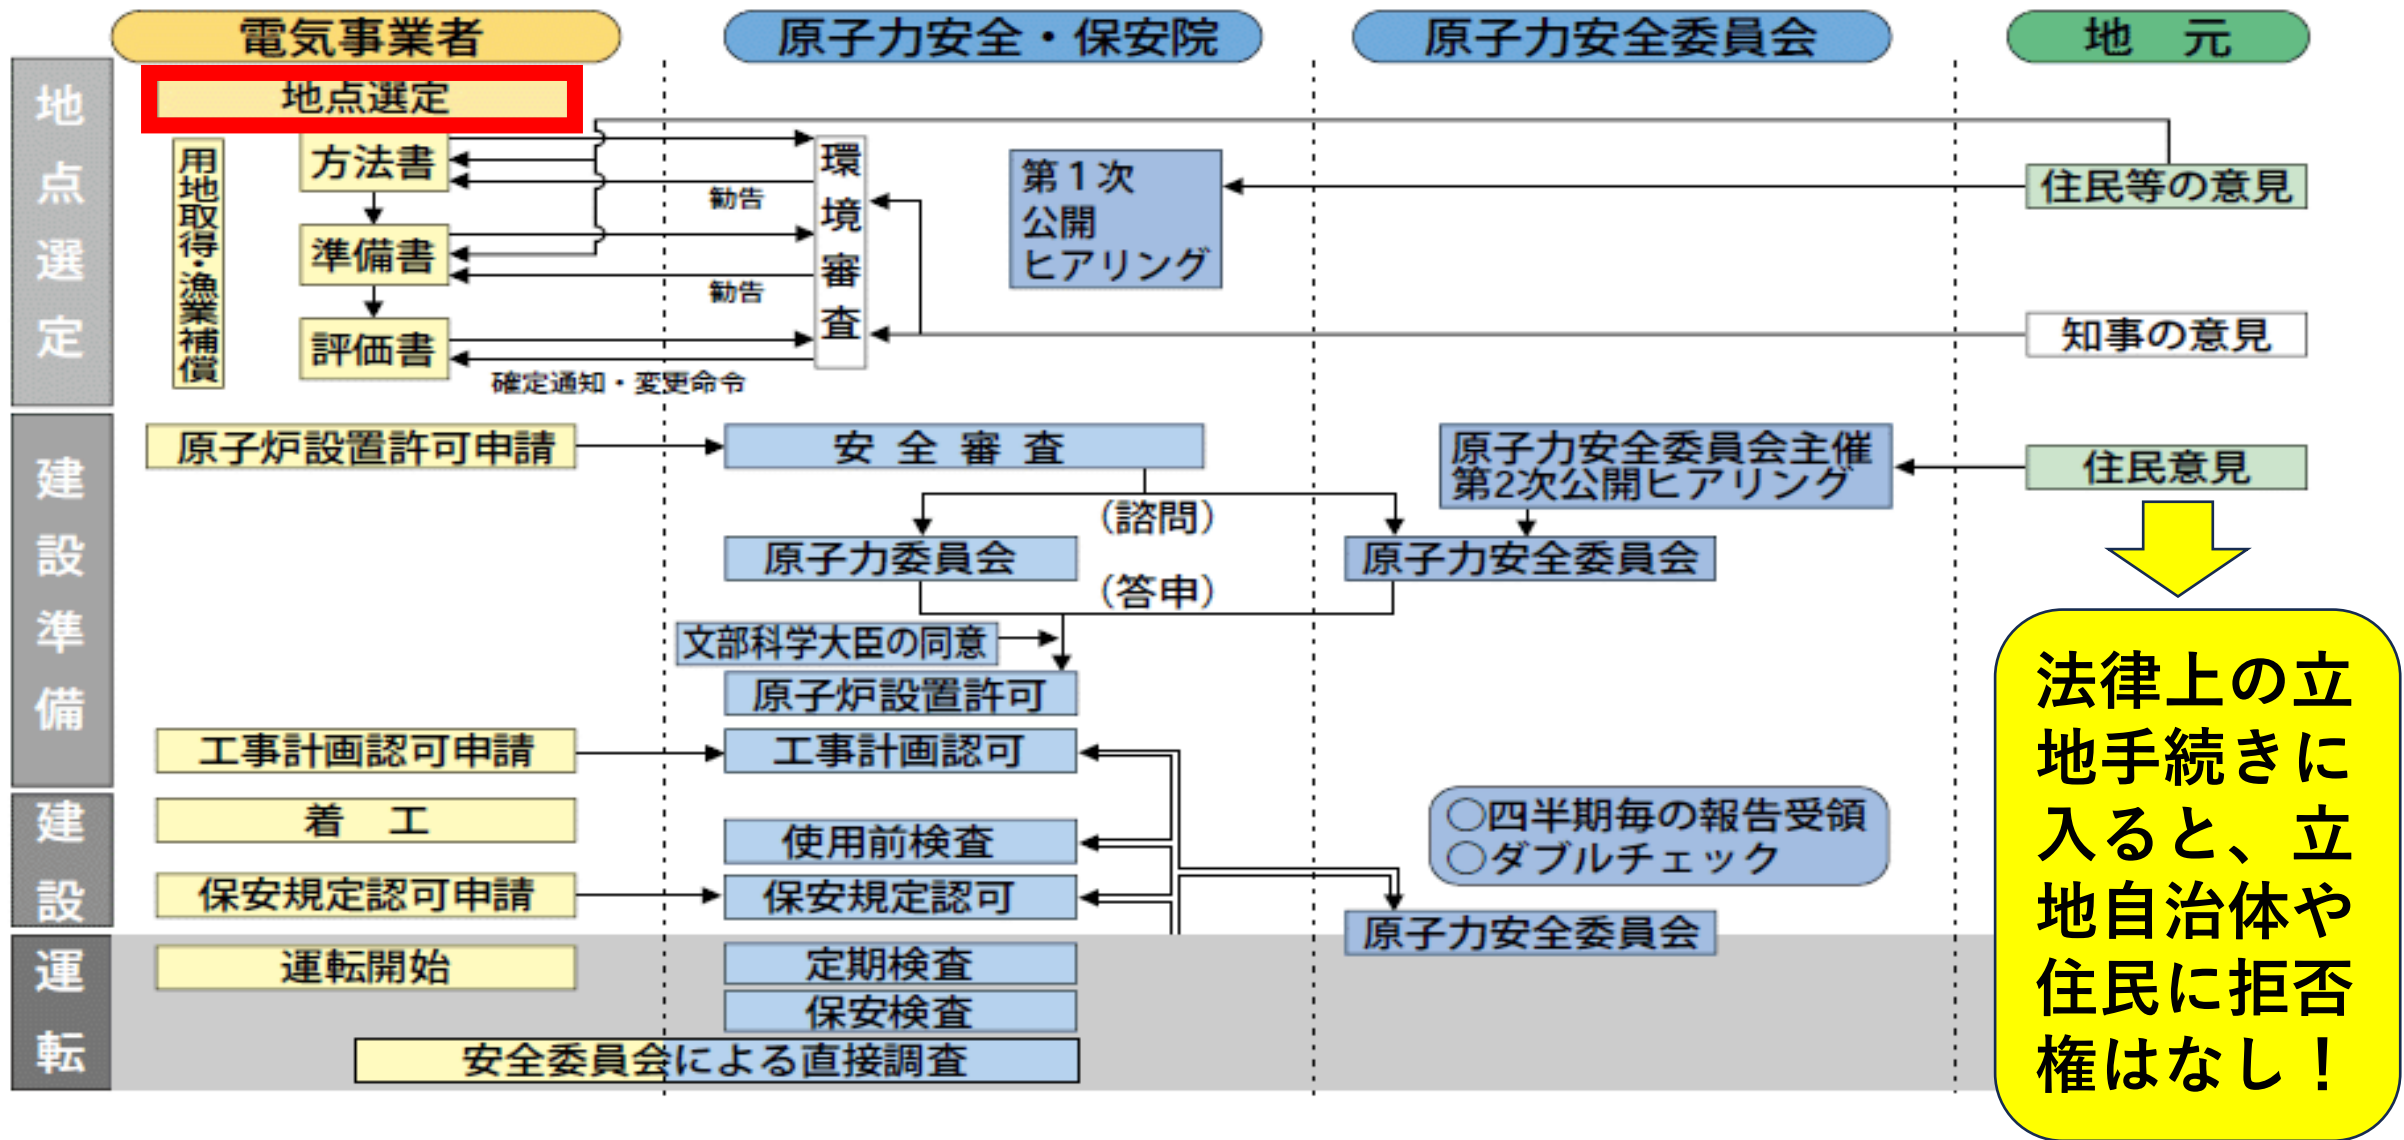 電気事業者
原子力安全・保安院
原子力安全委員会
地 元
地点選定
地点選定
用地取得・漁業補償
方法書
準備書
評価書
勧告
勧告
確定通知・変更命令
環境審査
第1次
公開
ヒアリング
住民等の意見
知事の意見
建設準備
原子炉設置許可申請
安全審査
原子力安全委員会主催
第2次公開ヒアリング
住民意見
(諮問)
原子力委員会
原子力安全委員会
(答申)
文部科学大臣の同意
原子炉設置許可
工事計画認可申請
工事計画認可
建設
着 工
使用前検査
○四半期毎の報告受領
○ダブルチェック
保安規定認可申請
保安規定認可
原子力安全委員会
運転
運転開始
定期検査
保安検査
安全委員会による直接調査
法律上の立
地手続きに
入ると、立
地自治体や
住民に拒否
権はなし!